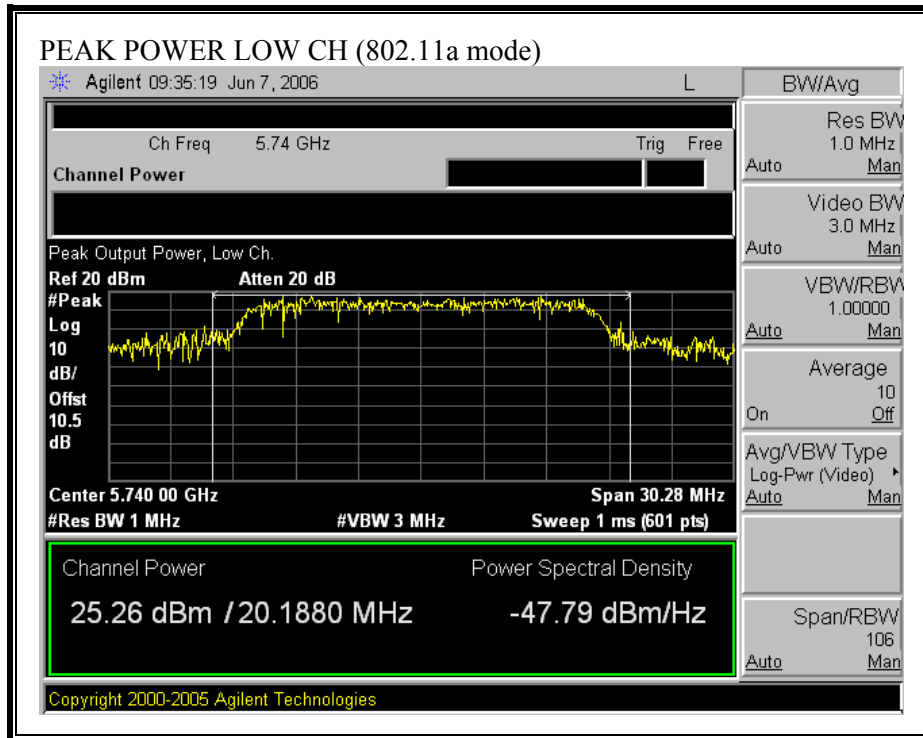 PEAK POWER LOW CH (802.11a mode)
Agilent 09:35:19 Jun 7, 2006 L
Ch Freq 5.74 GHz Trig Free
Channel Power
Peak Output Power, Low Ch.
Ref 20 dBm Atten 20 dB
#Peak
Log
10
dB/
Offst
10.5
dB
Center 5.740 00 GHz Span 30.28 MHz
#Res BW 1 MHz #VBW 3 MHz Sweep 1 ms (601 pts)
Channel Power Power Spectral Density
25.26 dBm / 20.1880 MHz -47.79 dBm/Hz
Copyright 2000-2005 Agilent Technologies
BW/Avg
Res BW
1.0 MHz
Auto Man
Video BW
3.0 MHz
Auto Man
VBW/RBW
1.00000
Auto Man
Average
10
On Off
Avg/VBW Type
Log-Pwr (Video)
Auto Man
Span/RBW
106
Auto Man